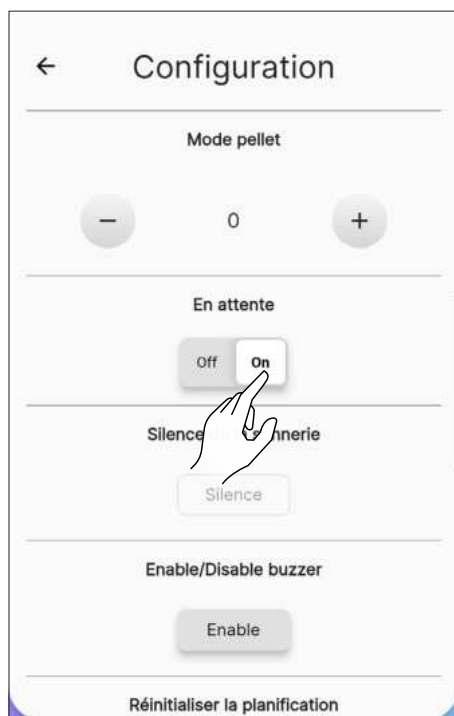 Configuration
Mode pellet
0
En attente
Off On
Silence
Silence
Enable/Disable buzzer
Enable
Réinitialiser la planification